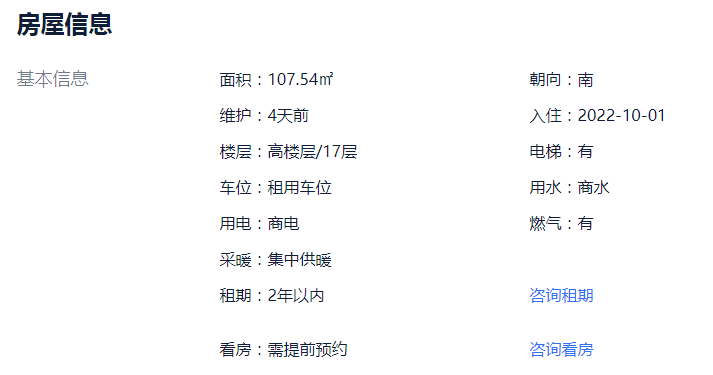 房屋信息
基本信息 面积：107.54㎡ 朝向：南
维护：4天前 入住：2022-10-01
楼层：高楼层/17层 电梯：有
车位：租用车位 用水：商水
用电：商电 燃气：有
采暖：集中供暖
租期：2年以内 咨询租期
看房：需提前预约 咨询看房